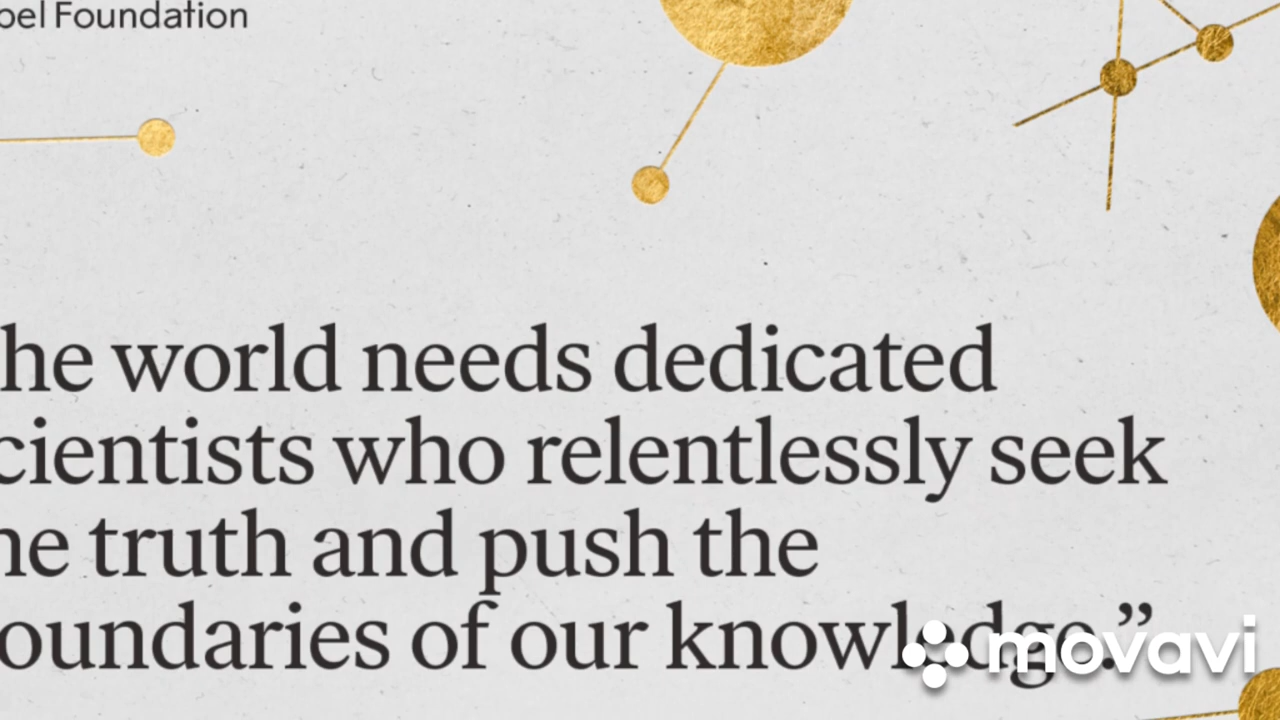 bel Foundation
he world needs dedicated
cientists who relentlessly seek
he truth and push the
oundaries of our knowledge.”
movavi